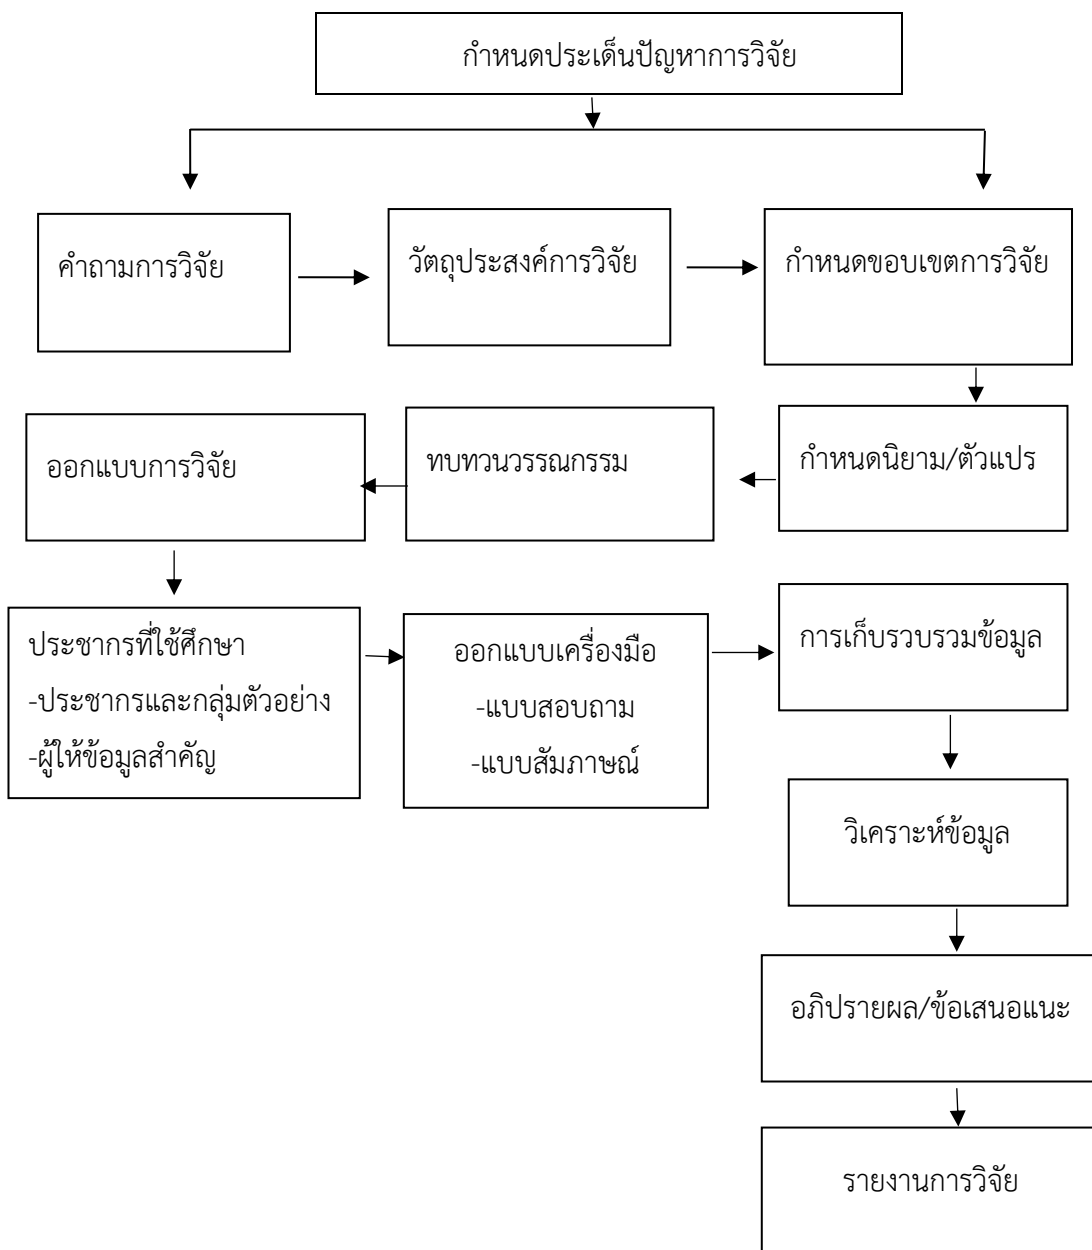 กำหนดประเด็นปัญหาการวิจัย
คำถามการวิจัย
วัตถุประสงค์การวิจัย
กำหนดขอบเขตการวิจัย
กำหนดนิยาม/ตัวแปร
ทบทวนวรรณกรรม
ออกแบบการวิจัย
ประชากรที่ใช้ศึกษา
-ประชากรและกลุ่มตัวอย่าง
-ผู้ให้ข้อมูลสำคัญ
ออกแบบเครื่องมือ
-แบบสอบถาม
-แบบสัมภาษณ์
การเก็บรวบรวมข้อมูล
วิเคราะห์ข้อมูล
อภิปรายผล/ข้อเสนอแนะ
รายงานการวิจัย